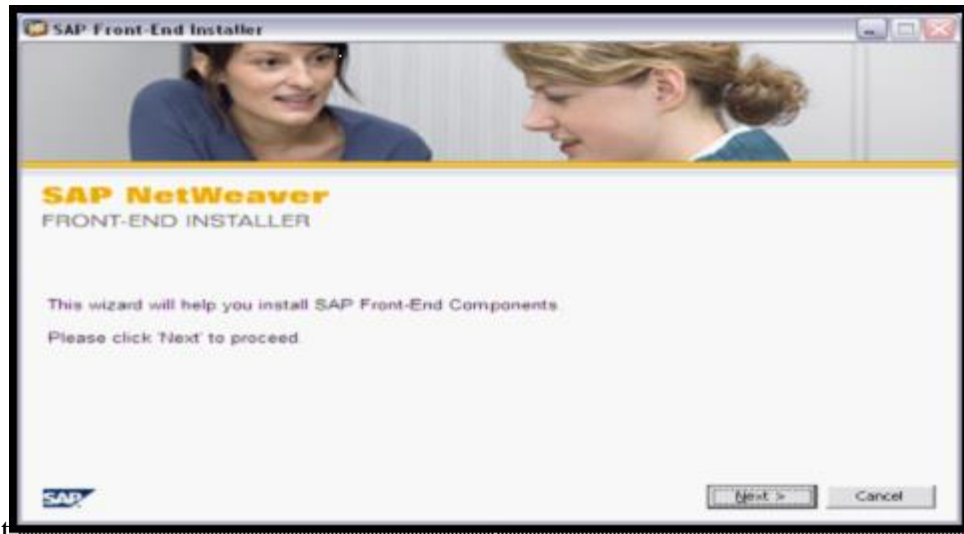 SAP Front-End Installer
SAP NetWeaver
FRONT-END INSTALLER
This wizard will help you install SAP Front-End Components.
Please click 'Next' to proceed.
SAP
Next >
Cancel
t